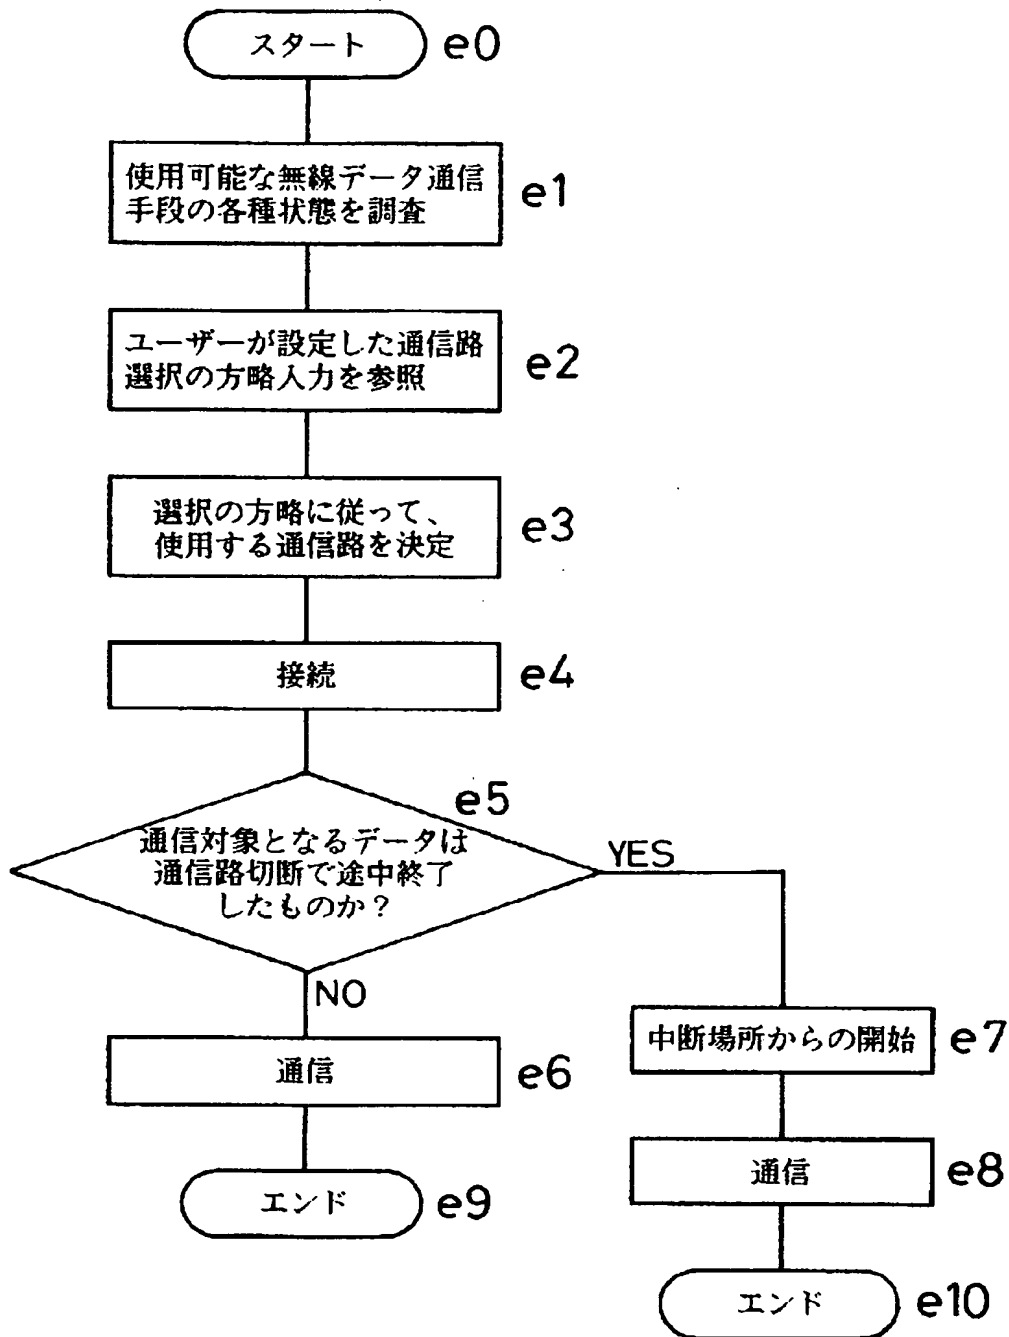 スタート
e0
使用可能な無線データ通信
手段の各種状態を調査
e1
ユーザーが設定した通信路
選択の方略入力を参照
e2
選択の方略に従って、
使用する通信路を決定
e3
接続
e4
e5
通信対象となるデータは
通信路切断で途中終了
したものか？
YES
NO
通信
e6
エンド
e9
中断場所からの開始
e7
通信
e8
エンド
e10